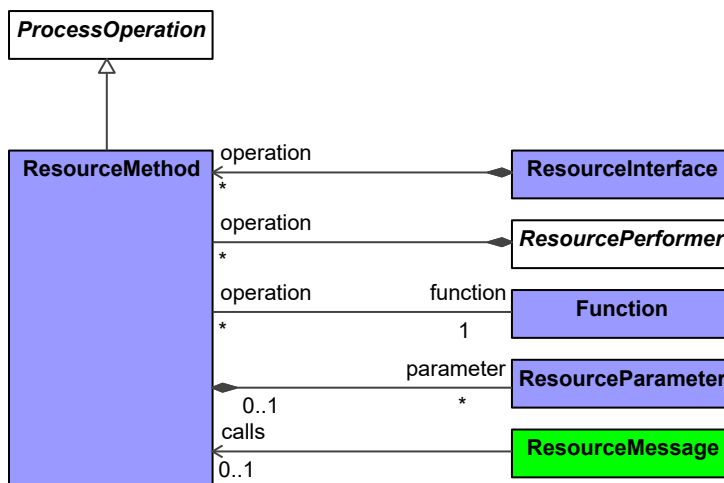 ProcessOperation
ResourceMethod
operation
*
ResourceInterface
operation
*
ResourcePerformer
operation
*
function
1
Function
parameter
0..1
*
ResourceParameter
calls
0..1
ResourceMessage